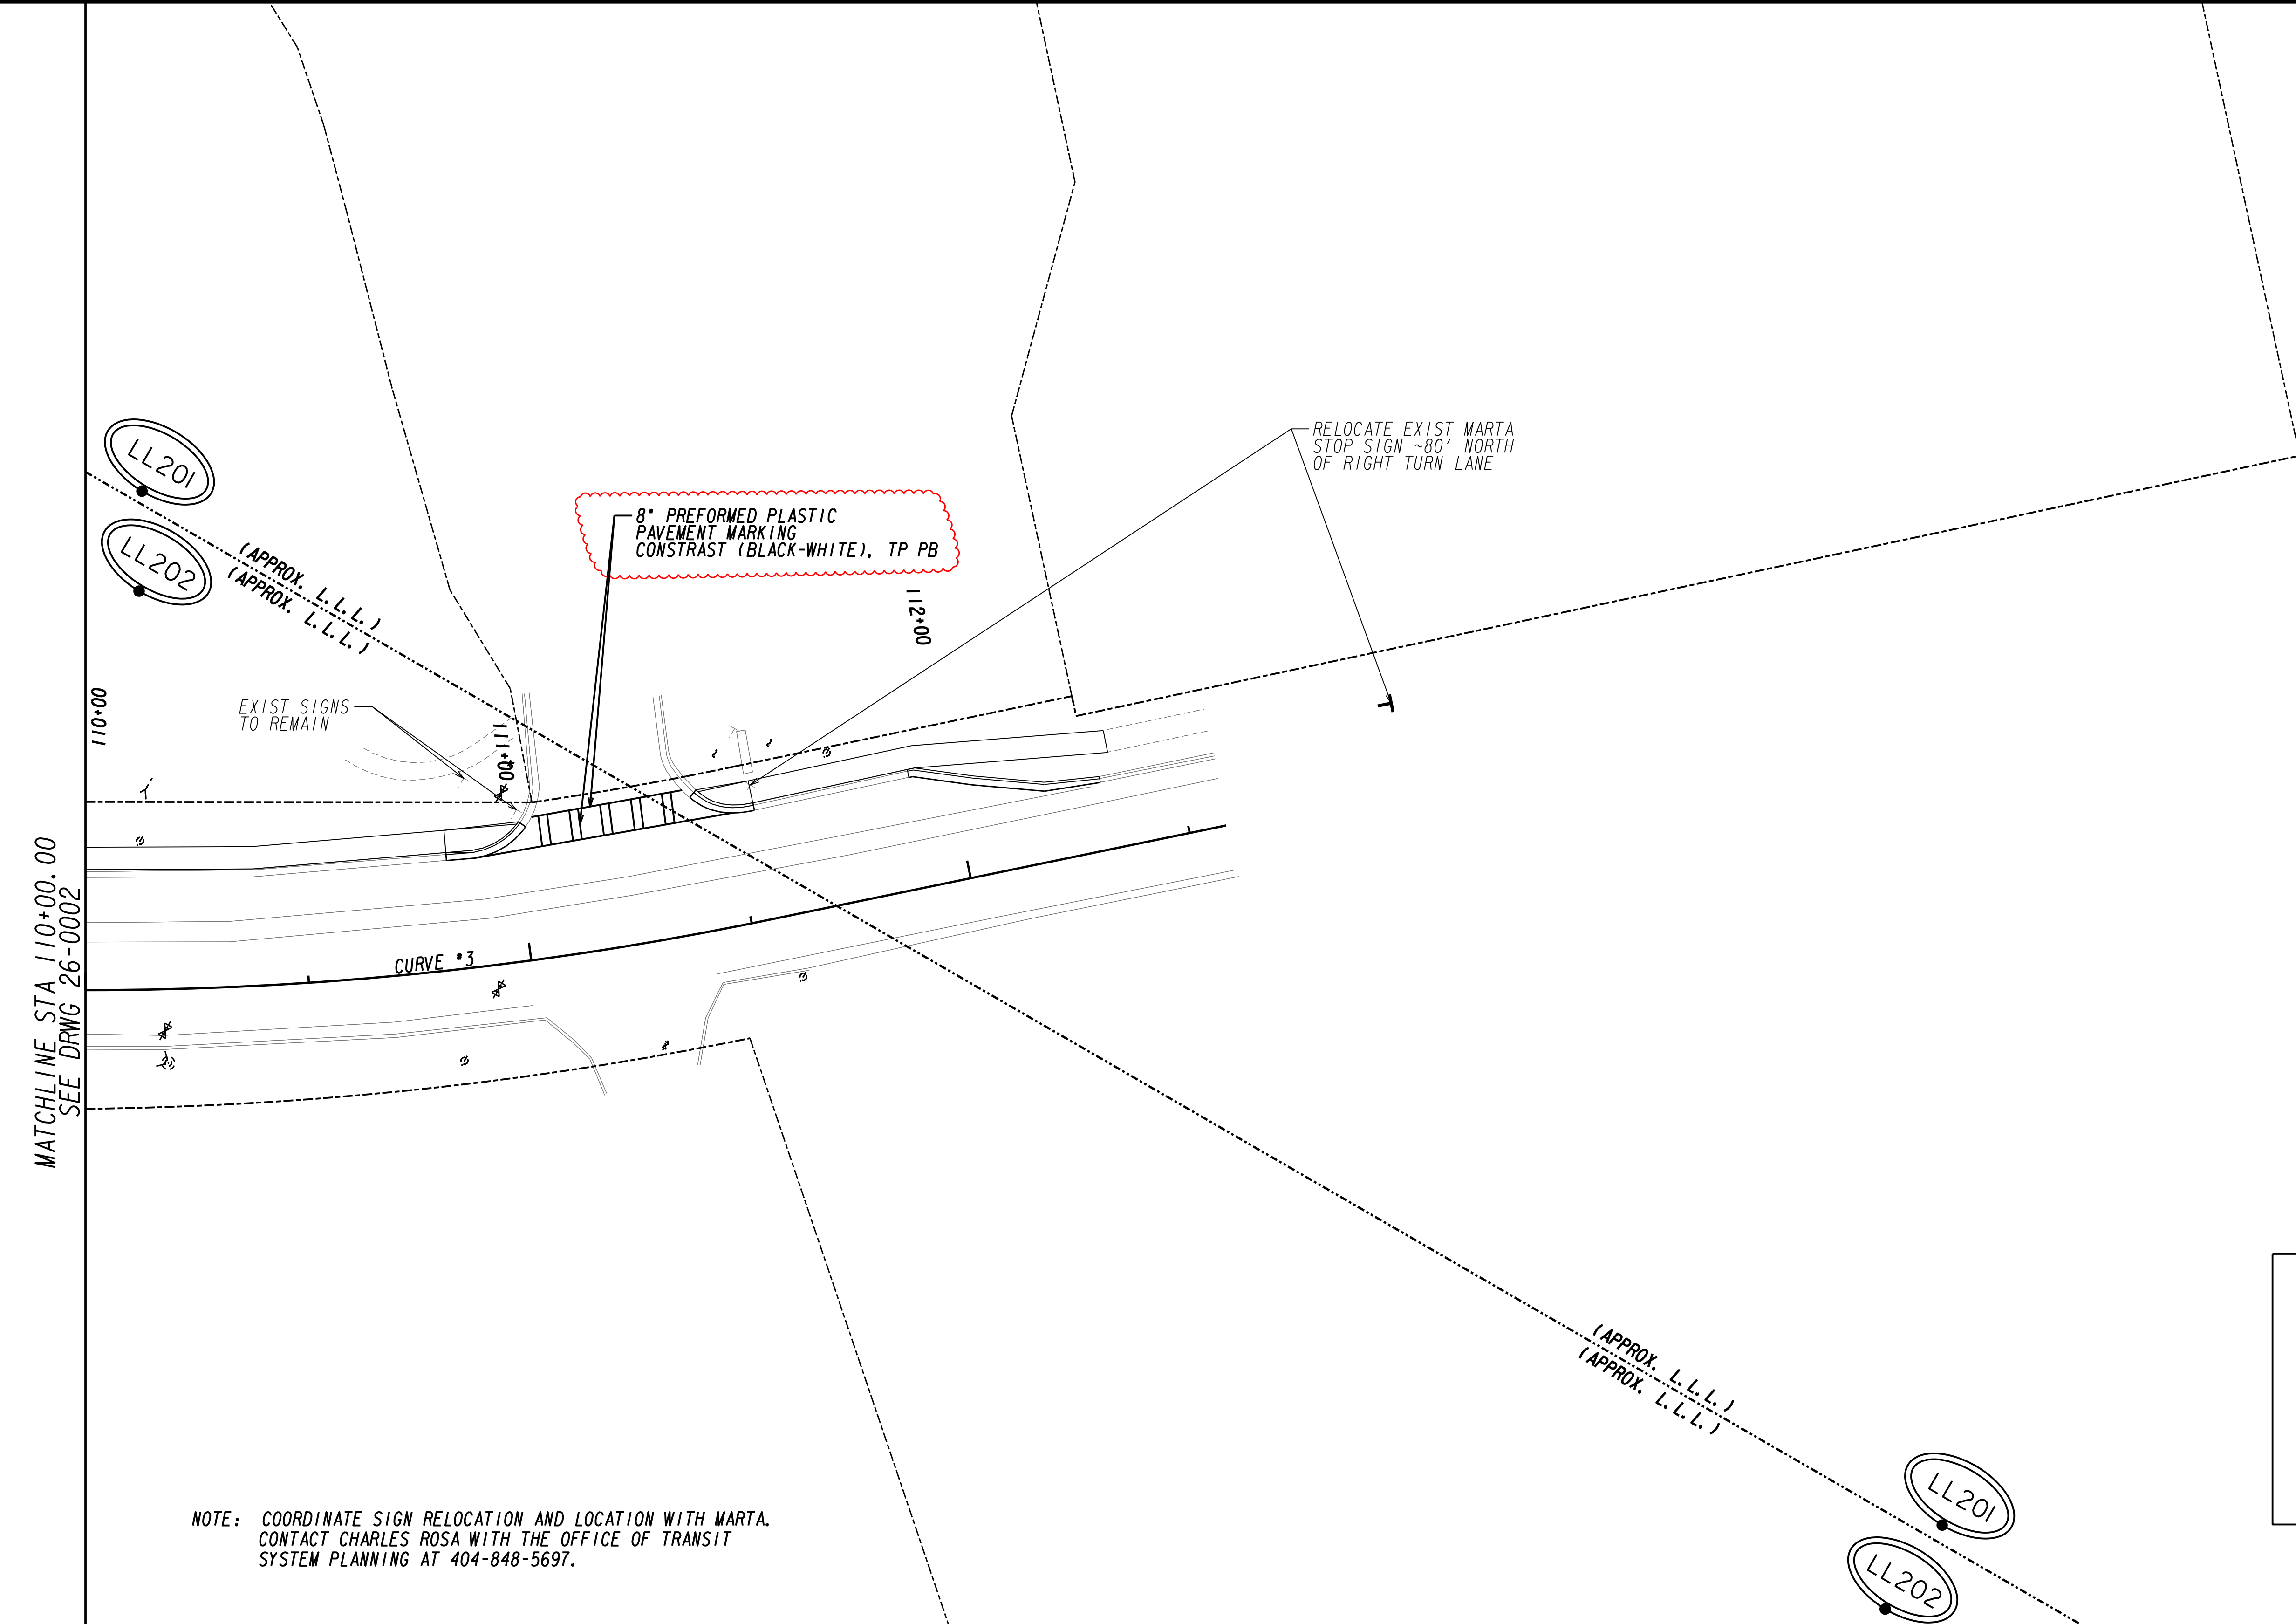 LL201
LL202
(APPROX. L.L.L.)
(APPROX. L.L.L.)
8" PREFORMED PLASTIC
PAVEMENT MARKING
CONSTRAST (BLACK-WHITE), TP PB
RELOCATE EXIST MARTA
STOP SIGN ~80' NORTH
OF RIGHT TURN LANE
112+00
110+00
EXIST SIGNS
TO REMAIN
111+00
MATCHLINE STA 110+00.00
SEE DRWG 26-0002
CURVE #3
(APPROX. L.L.L.)
(APPROX. L.L.L.)
LL201
LL202
NOTE: COORDINATE SIGN RELOCATION AND LOCATION WITH MARTA.
CONTACT CHARLES ROSA WITH THE OFFICE OF TRANSIT
SYSTEM PLANNING AT 404-848-5697.